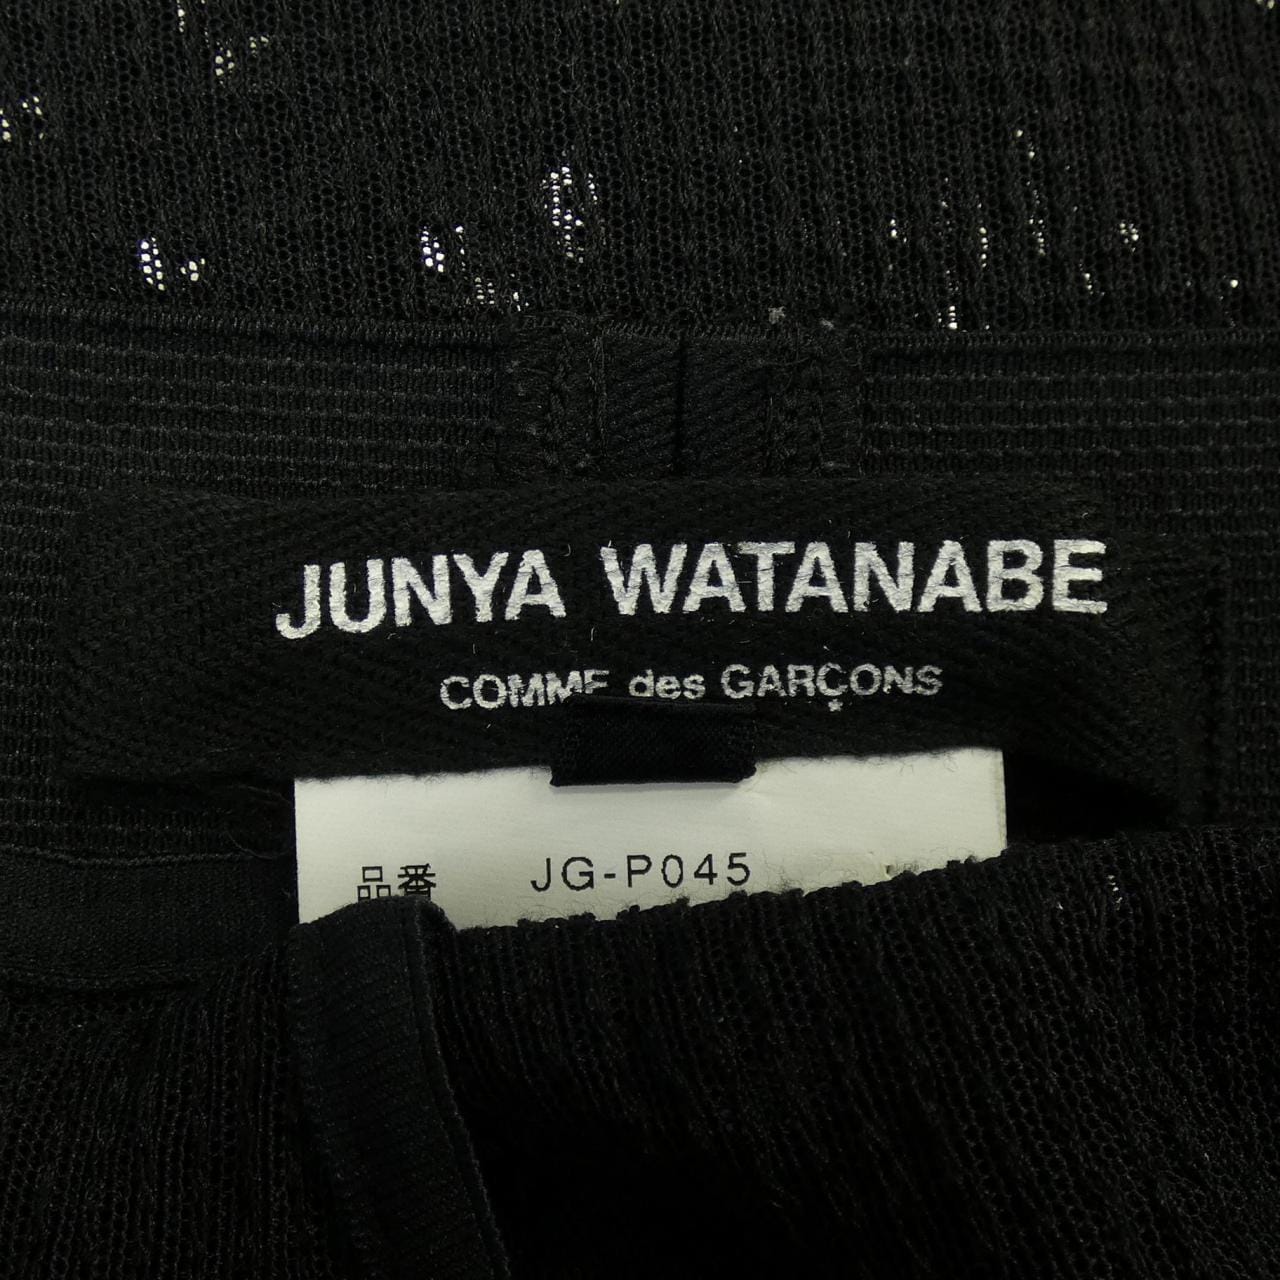 JUNYA WATANABE
COMME des GARÇONS
品番 JG-P045